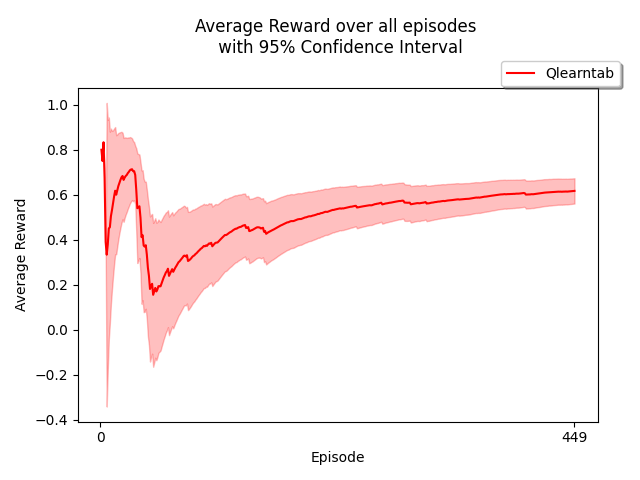 Average Reward over all episodes
with 95% Confidence Interval
Qlearntab
1.0
0.8
0.6
0.4
0.2
0.0
−0.2
−0.4
Average Reward
0
449
Episode